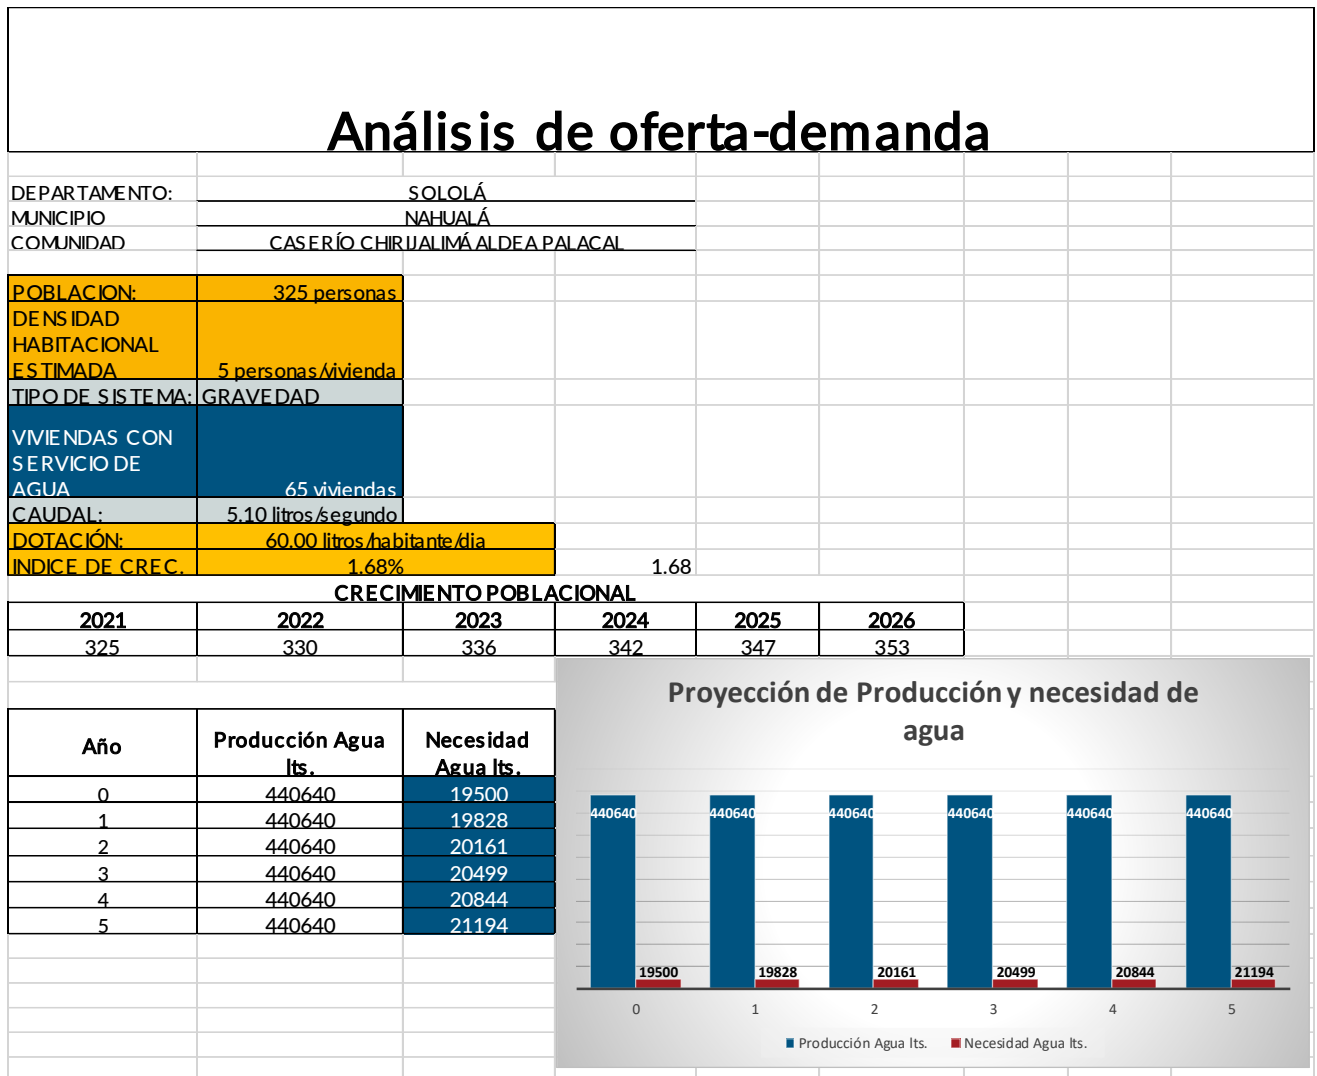 Análisis de oferta-demanda
DEPARTAMENTO: SOLOLÁ
MUNICIPIO NAHUALÁ
COMUNIDAD CASERÍO CHIRIJALIMÁ ALDEA PALACAL
POBLACION: 325 personas
DENSIDAD
HABITACIONAL
ESTIMADA 5 personas/vivienda
TIPO DE SISTEMA: GRAVEDAD
VIVIENDAS CON
SERVICIO DE
AGUA 65 viviendas
CAUDAL: 5.10 litros/segundo
DOTACIÓN: 60.00 litros/habitante/dia
INDICE DE CREC. 1.68% 1.68
CRECIMIENTO POBLACIONAL
2021 2022 2023 2024 2025 2026
325 330 336 342 347 353
Año Producción Agua lts. Necesidad Agua lts.
0 440640 19500
1 440640 19828
2 440640 20161
3 440640 20499
4 440640 20844
5 440640 21194
Proyección de Producción y necesidad de
agua
440640 440640 440640 440640 440640 440640
19500 19828 20161 20499 20844 21194
0 1 2 3 4 5
Producción Agua lts. Necesidad Agua lts.